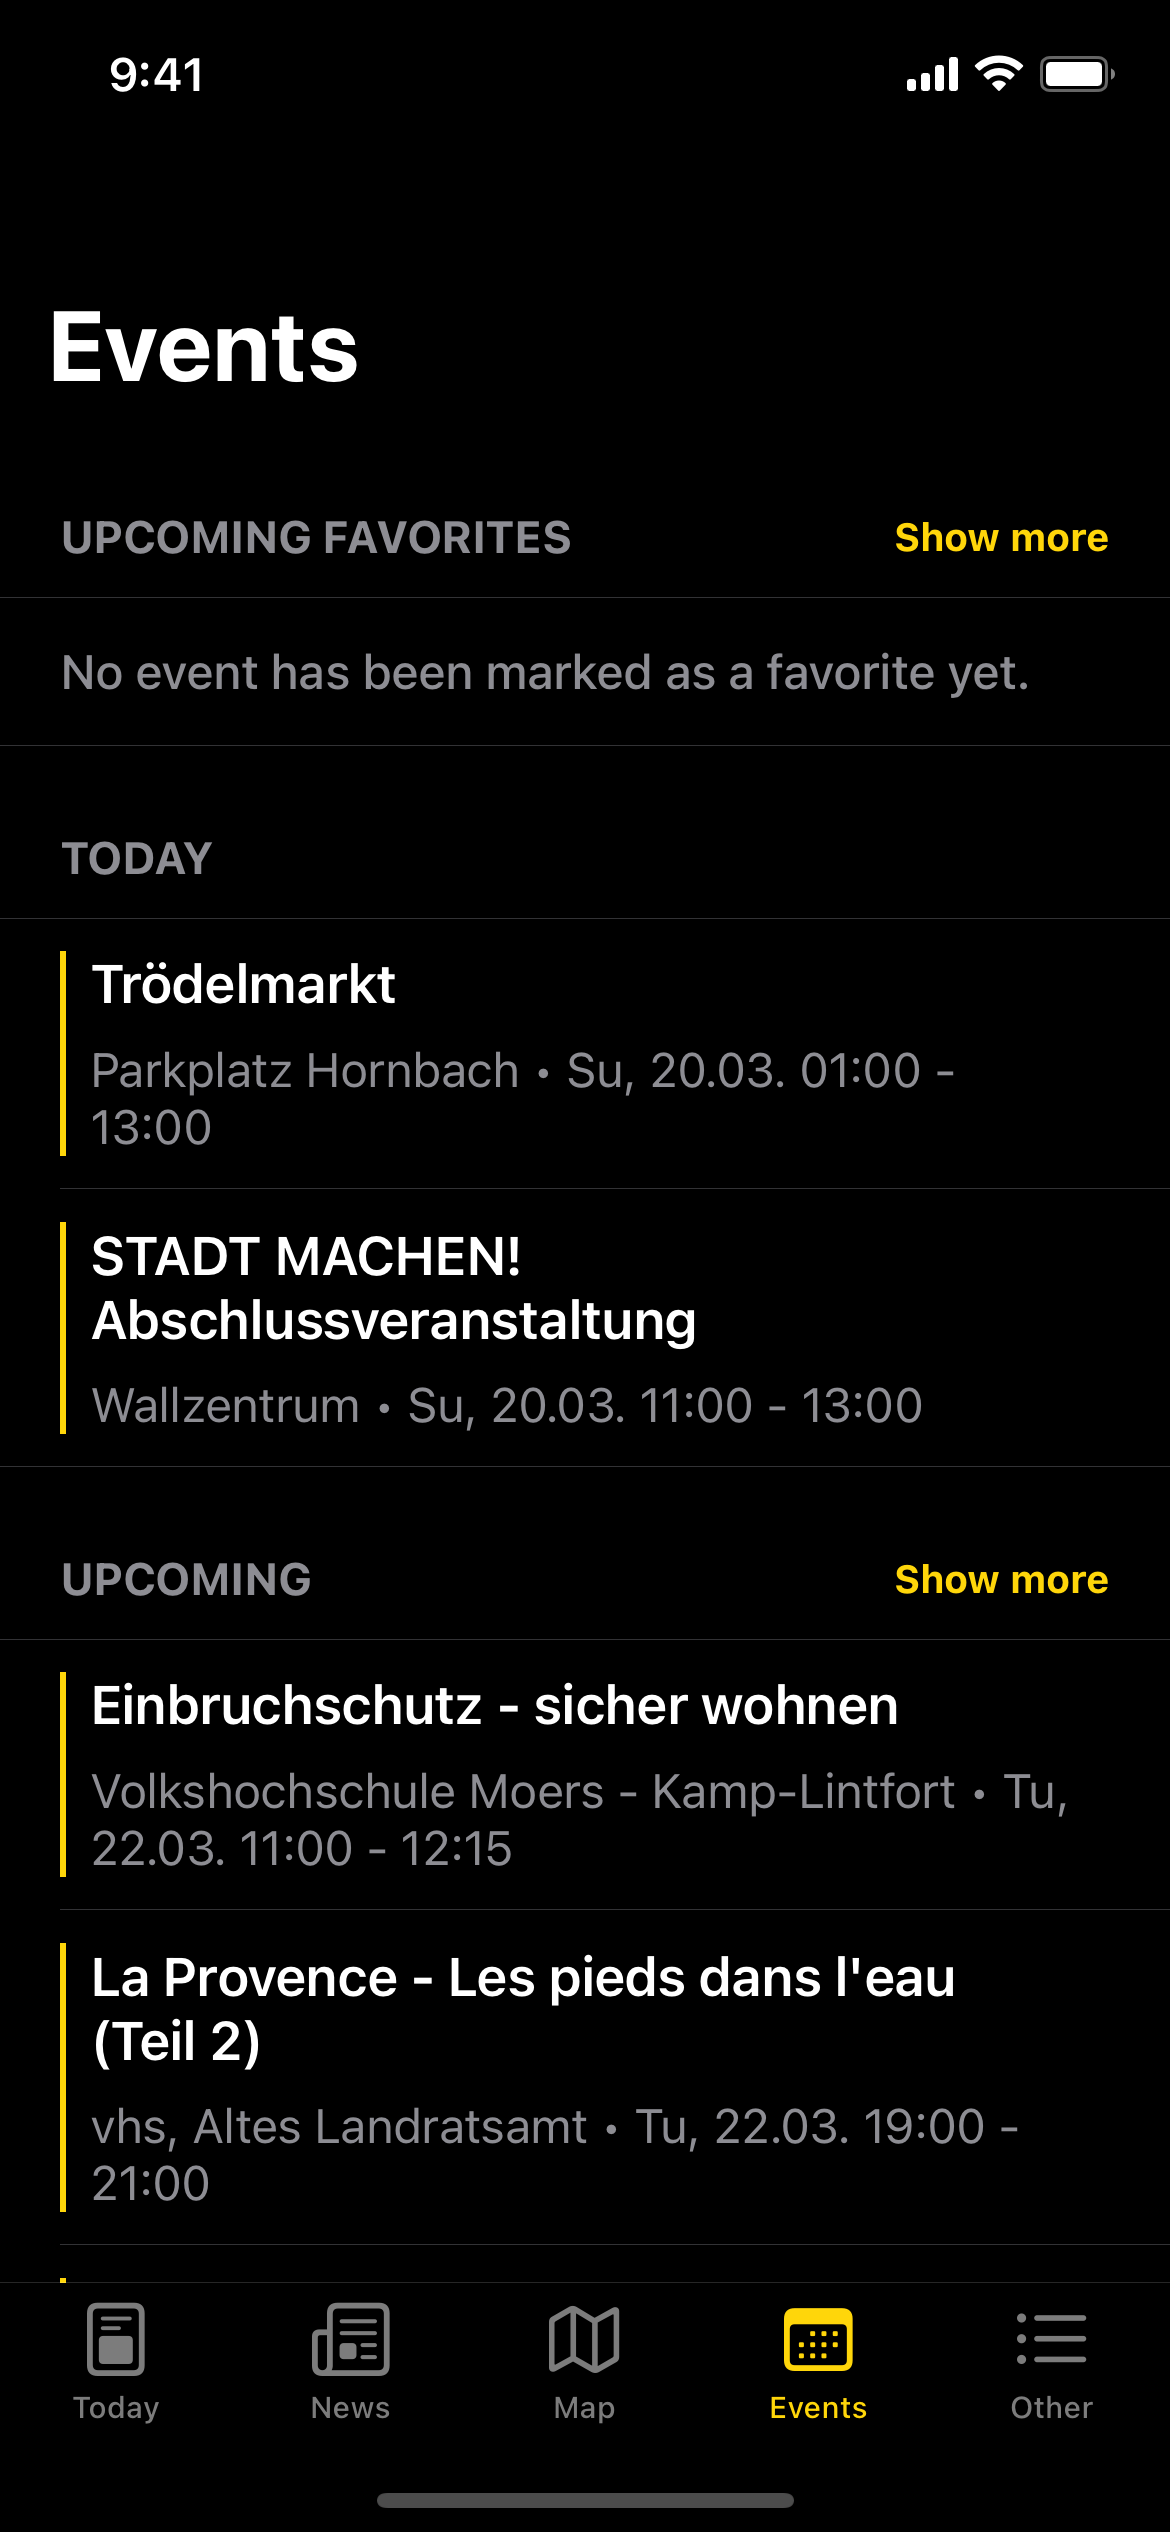 9:41
Events
UPCOMING FAVORITES
Show more
No event has been marked as a favorite yet.
TODAY
Trödelmarkt
Parkplatz Hornbach • Su, 20.03. 01:00 -
13:00
STADT MACHEN!
Abschlussveranstaltung
Wallzentrum • Su, 20.03. 11:00 - 13:00
UPCOMING
Show more
Einbruchschutz - sicher wohnen
Volkshochschule Moers - Kamp-Lintfort • Tu,
22.03. 11:00 - 12:15
La Provence - Les pieds dans l'eau
(Teil 2)
vhs, Altes Landratsamt • Tu, 22.03. 19:00 -
21:00
Today
News
Map
Events
Other